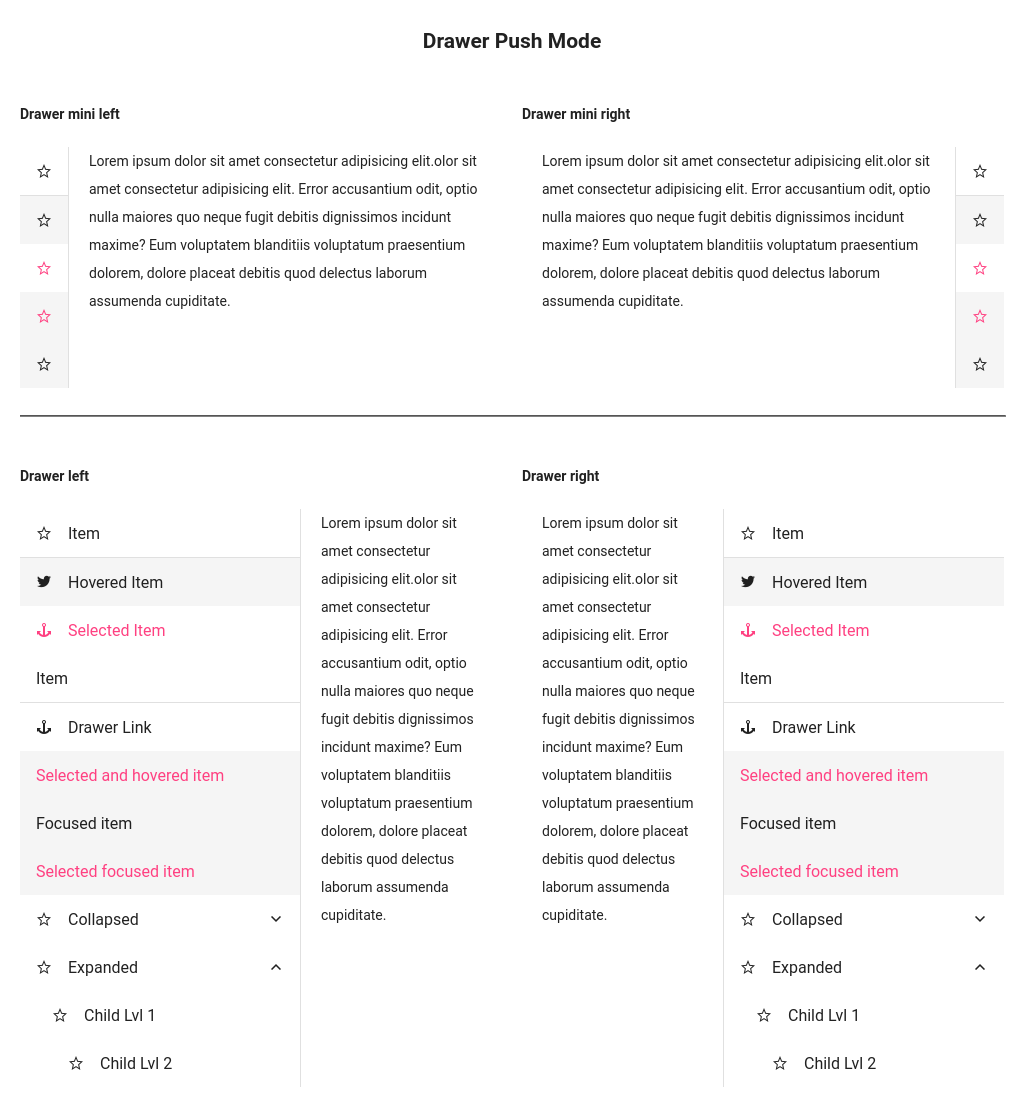 Drawer Push Mode
Drawer mini left
Lorem ipsum dolor sit amet consectetur adipisicing elit.olor sit
amet consectetur adipisicing elit. Error accusantium odit, optio
nulla maiores quo neque fugit debitis dignissimos incidunt
maxime? Eum voluptatem blanditiis voluptatum praesentium
dolorem, dolore placeat debitis quod delectus laborum
assumenda cupiditate.
Drawer mini right
Lorem ipsum dolor sit amet consectetur adipisicing elit.olor sit
amet consectetur adipisicing elit. Error accusantium odit, optio
nulla maiores quo neque fugit debitis dignissimos incidunt
maxime? Eum voluptatem blanditiis voluptatum praesentium
dolorem, dolore placeat debitis quod delectus laborum
assumenda cupiditate.
Drawer left
Item
Hovered Item
Selected Item
Item
Drawer Link
Selected and hovered item
Focused item
Selected focused item
Collapsed
Expanded
Child Lvl 1
Child Lvl 2
Lorem ipsum dolor sit
amet consectetur
adipisicing elit.olor sit
amet consectetur
adipisicing elit. Error
accusantium odit, optio
nulla maiores quo neque
fugit debitis dignissimos
incidunt maxime? Eum
voluptatem blanditiis
voluptatum praesentium
dolorem, dolore placeat
debitis quod delectus
laborum assumenda
cupiditate.
Drawer right
Lorem ipsum dolor sit
amet consectetur
adipisicing elit.olor sit
amet consectetur
adipisicing elit. Error
accusantium odit, optio
nulla maiores quo neque
fugit debitis dignissimos
incidunt maxime? Eum
voluptatem blanditiis
voluptatum praesentium
dolorem, dolore placeat
debitis quod delectus
laborum assumenda
cupiditate.
Item
Hovered Item
Selected Item
Item
Drawer Link
Selected and hovered item
Focused item
Selected focused item
Collapsed
Expanded
Child Lvl 1
Child Lvl 2